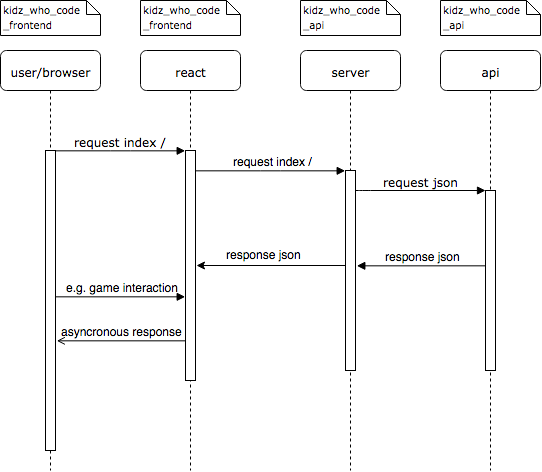 kidz_who_code
_frontend
kidz_who_code
_frontend
kidz_who_code
_api
kidz_who_code
_api
user/browser
react
server
api
request index /
request index /
request json
response json
response json
e.g. game interaction
asyncronous response